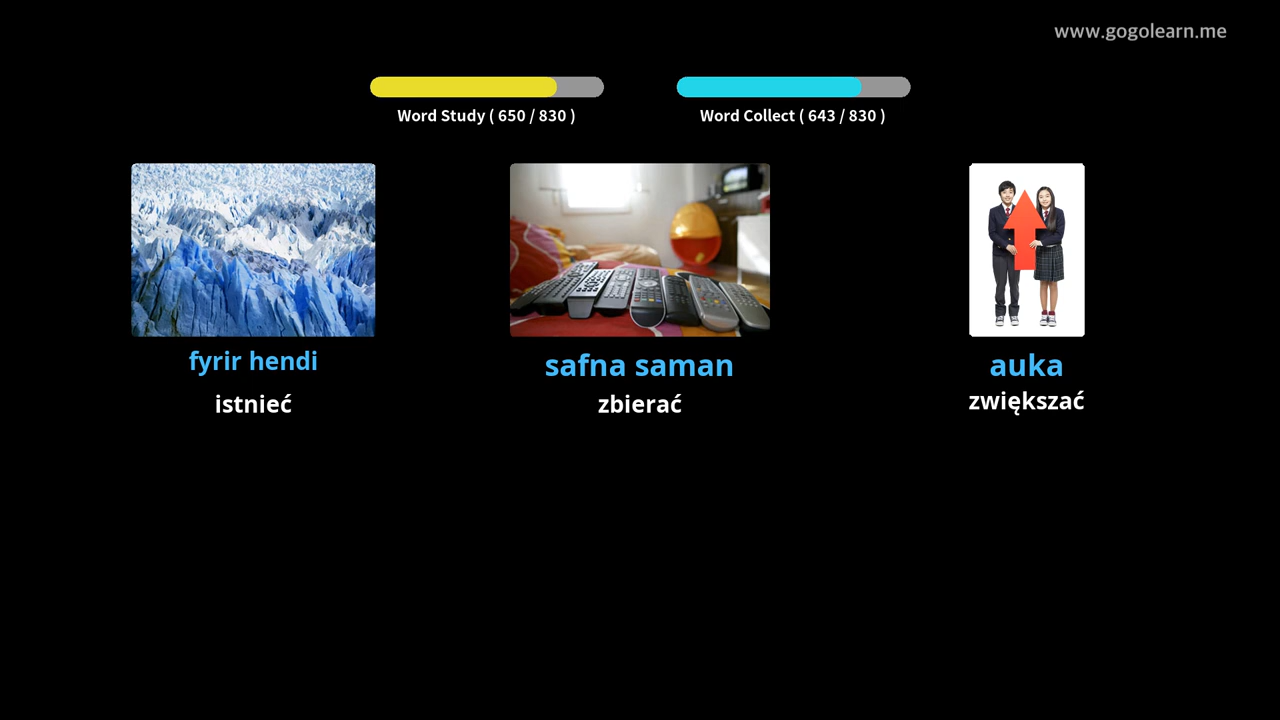 www.gogolearn.me
Word Study ( 650 / 830 )
Word Collect ( 643 / 830 )
fyrir hendi
istnieć
safna saman
zbierać
auka
zwiększać